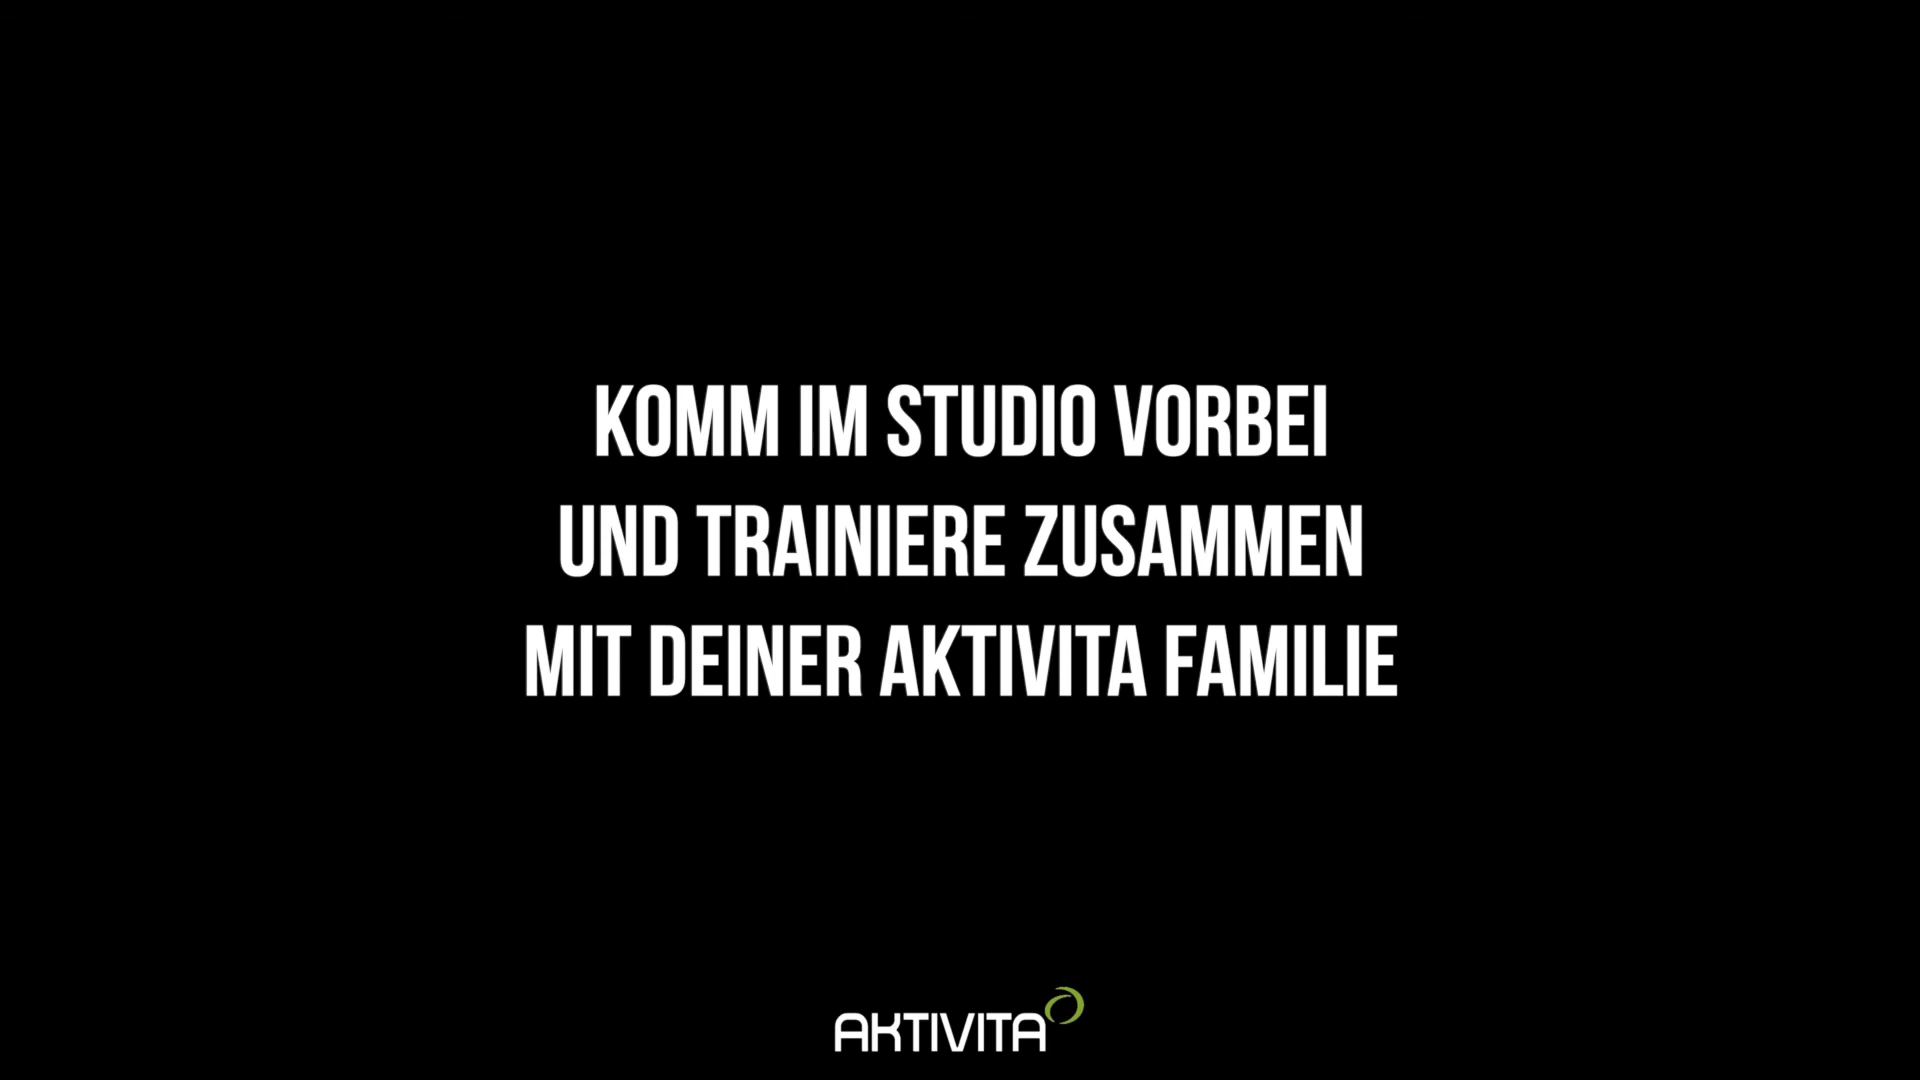 KOMM IM STUDIO VORBEI
UND TRAINIERE ZUSAMMEN
MIT DEINER AKTIVITA FAMILIE
AKTIVITA